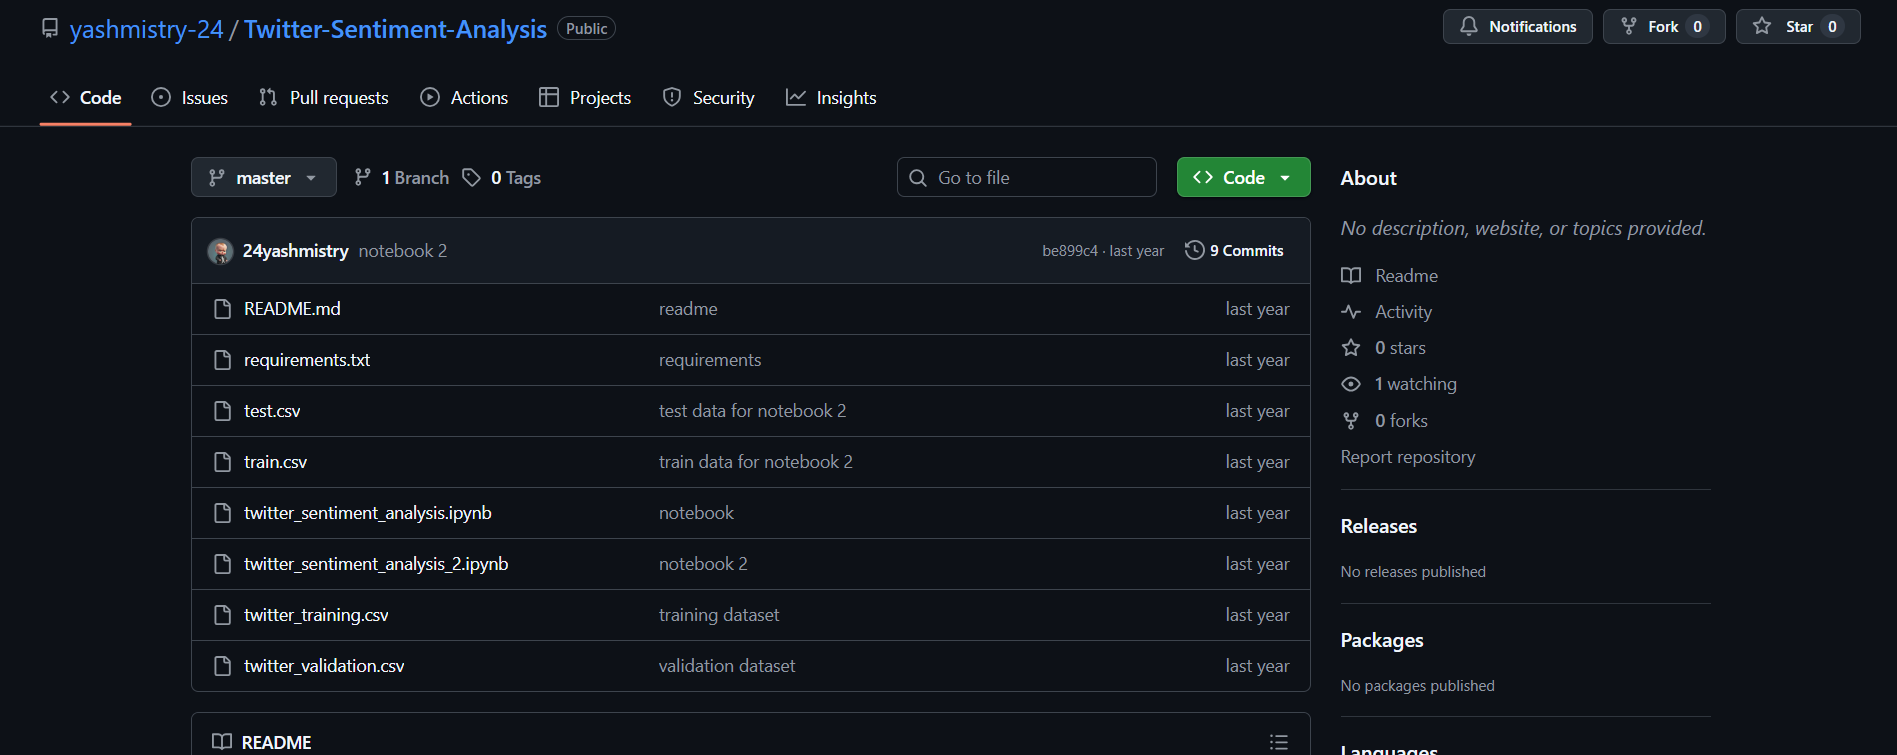 yashmistry-24 / Twitter-Sentiment-Analysis Public Notifications Fork 0 Star 0
Code Issues Pull requests Actions Projects Security Insights
master 1 Branch 0 Tags Go to file Code
24yashmistry notebook 2 be899c4 · last year 9 Commits
README.md readme last year
requirements.txt requirements last year
test.csv test data for notebook 2 last year
train.csv train data for notebook 2 last year
twitter_sentiment_analysis.ipynb notebook last year
twitter_sentiment_analysis_2.ipynb notebook 2 last year
twitter_training.csv training dataset last year
twitter_validation.csv validation dataset last year
README
About
No description, website, or topics provided.
Readme
Activity
0 stars
1 watching
0 forks
Report repository
Releases
No releases published
Packages
No packages published
Languages